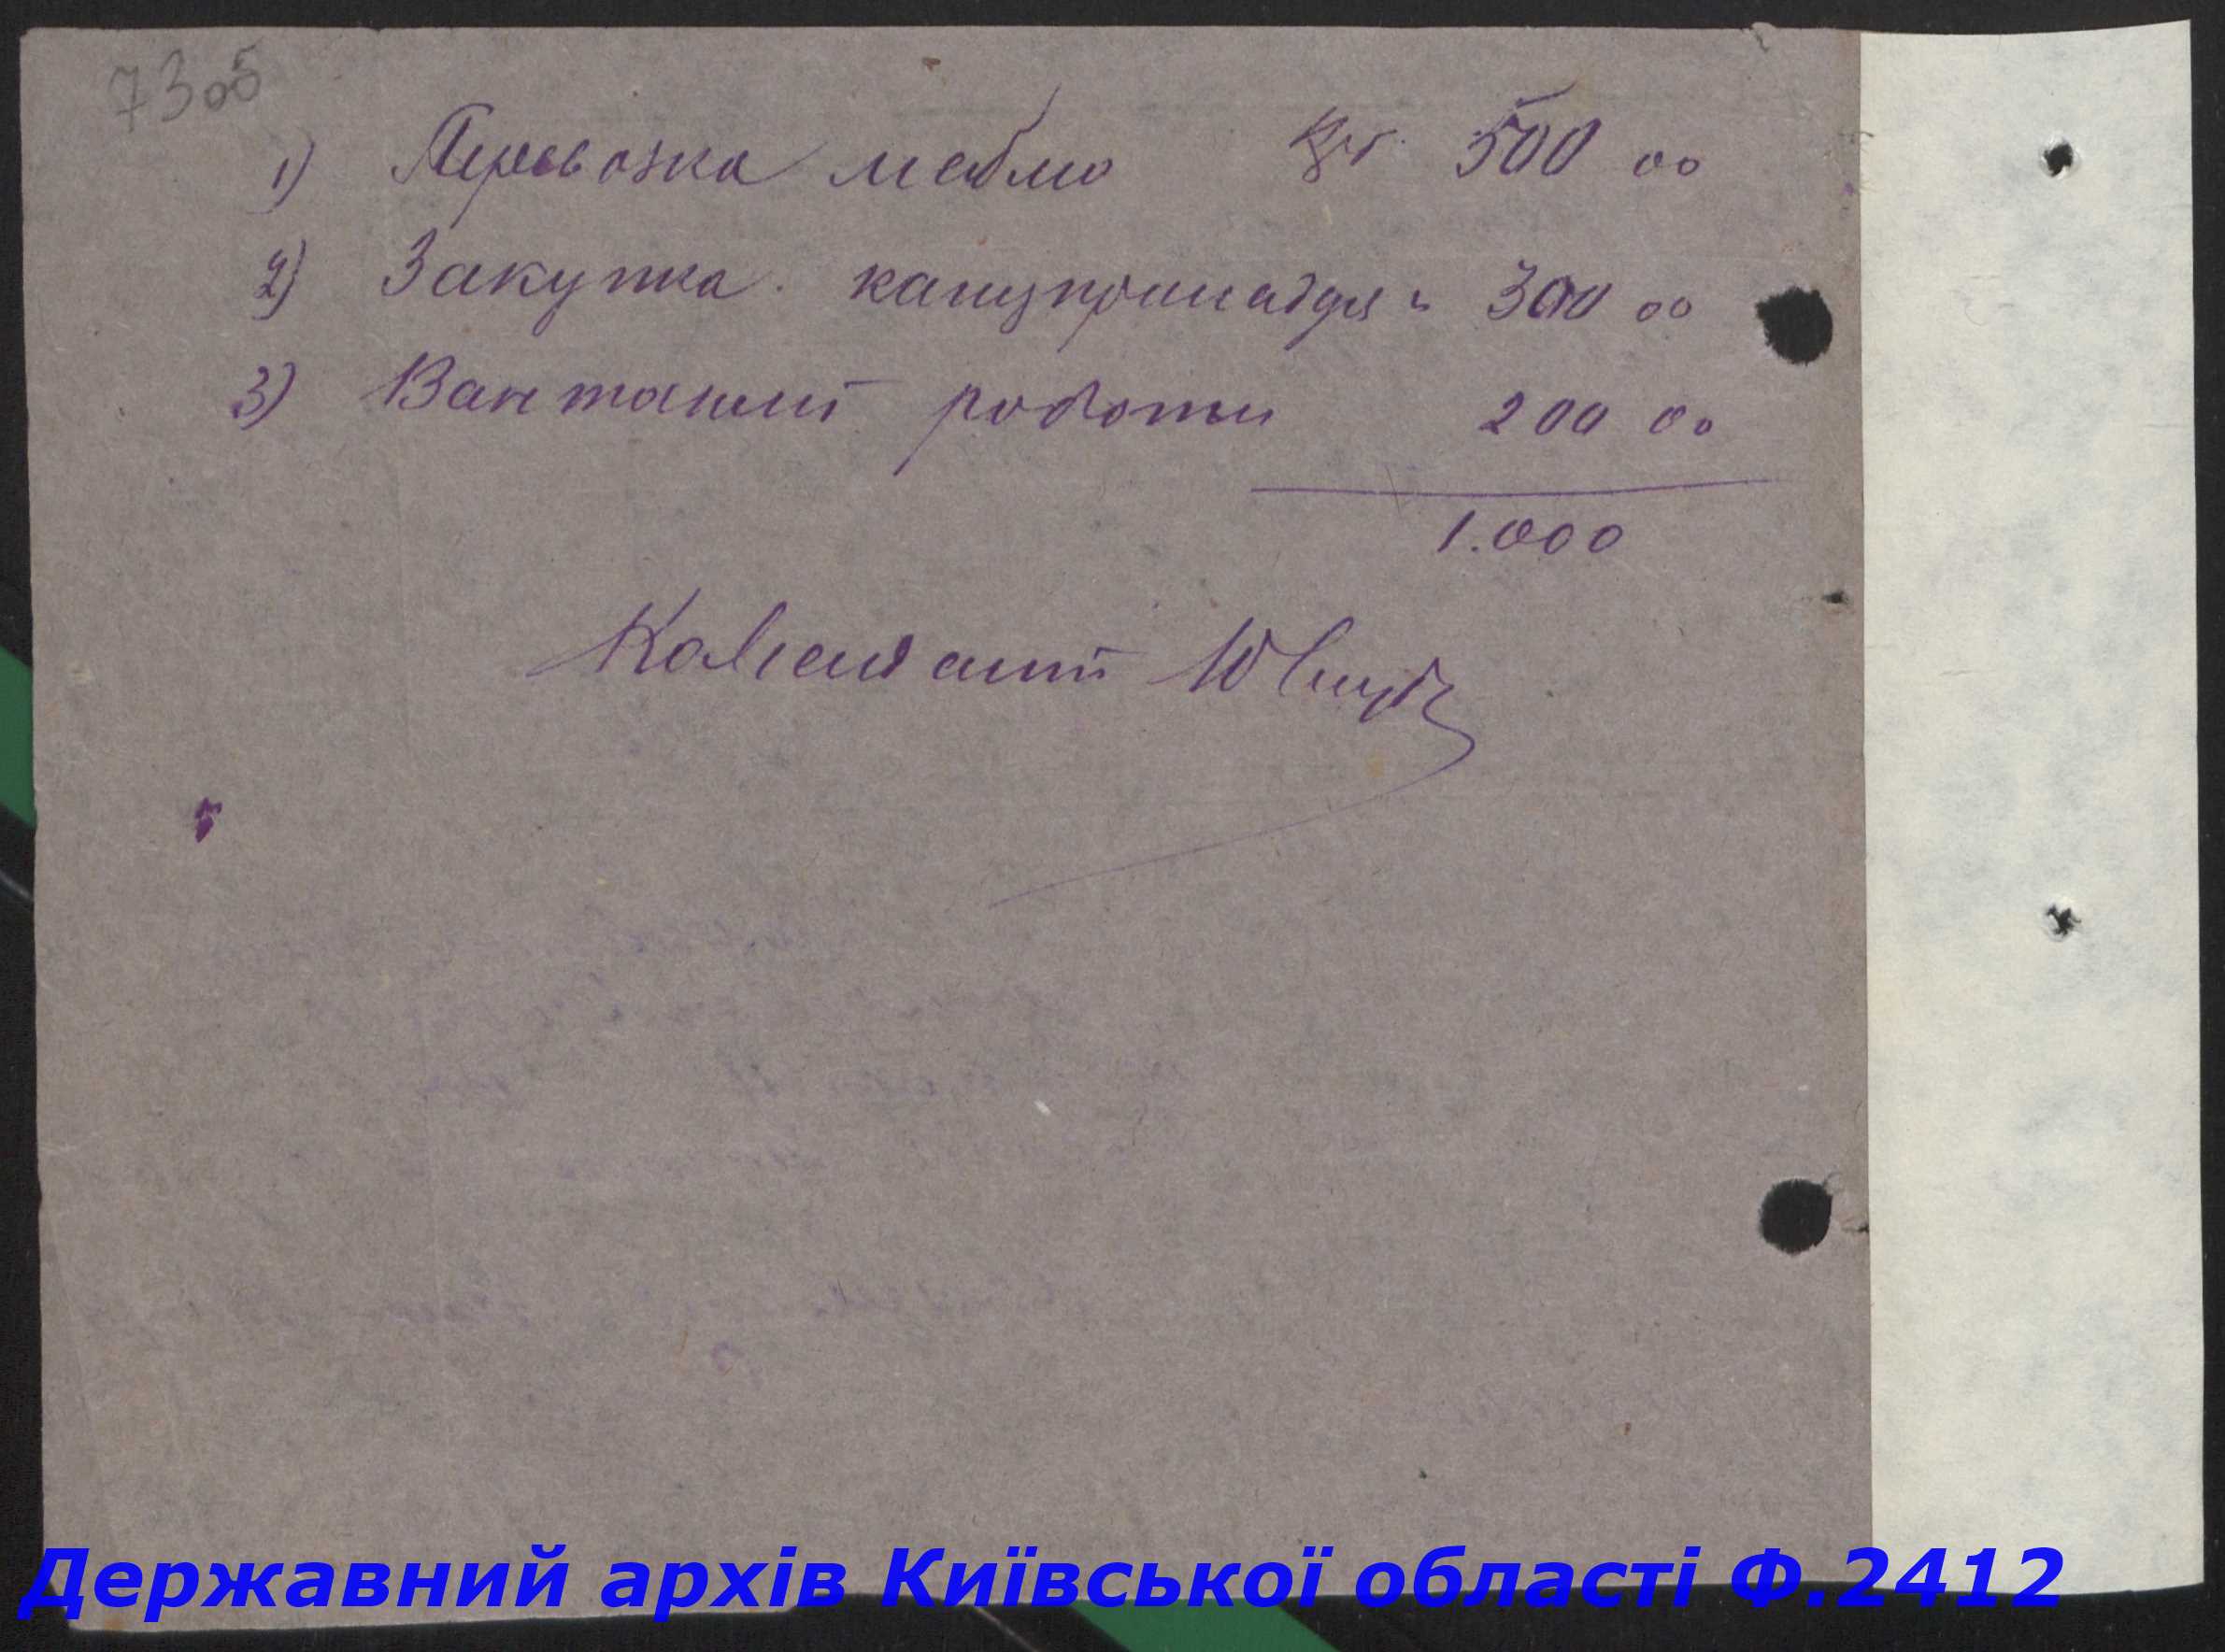 73об
1) Перевозка меблю Крб. 500 00
2) Закупка канцприладдя " 300 00
3) Вантажні роботи 200 00
1.000
Комендант
Державний архів Київської області Ф.2412